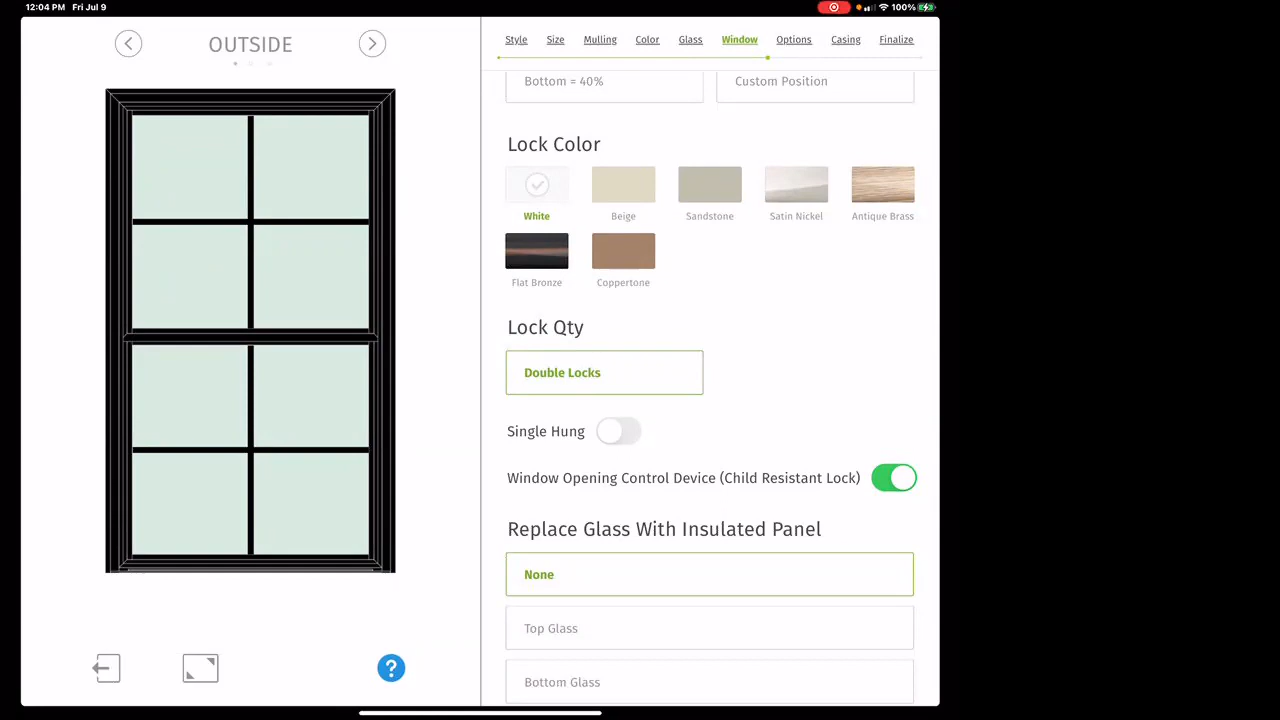 12:04 PM Fri Jul 9
100%
OUTSIDE
Style Size Mulling Color Glass Window Options Casing Finalize
Bottom = 40% Custom Position
Lock Color
White Beige Sandstone Satin Nickel Antique Brass
Flat Bronze Coppertone
Lock Qty
Double Locks
Single Hung
Window Opening Control Device (Child Resistant Lock)
Replace Glass With Insulated Panel
None
Top Glass
Bottom Glass
?